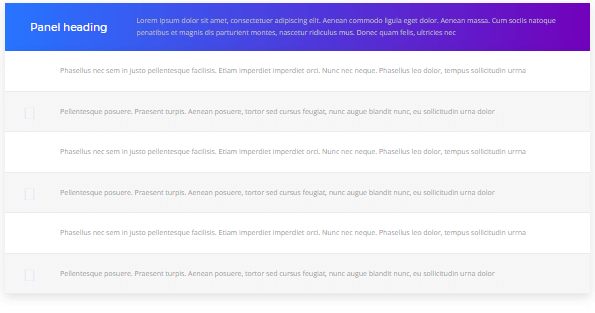 Panel heading
Lorem ipsum dolor sit amet, consectetuer adipiscing elit. Aenean commodo ligula eget dolor. Aenean massa. Cum sociis natoque
penatibus et magnis dis parturient montes, nascetur ridiculus mus. Donec quam felis, ultricies nec
Phasellus nec sem in justo pellentesque facilisis. Etiam imperdiet imperdiet orci. Nunc nec neque. Phasellus leo dolor, tempus sollicitudin urna
Pellentesque posuere. Praesent turpis. Aenean posuere, tortor sed cursus feugiat, nunc augue blandit nunc, eu sollicitudin urna dolor
Phasellus nec sem in justo pellentesque facilisis. Etiam imperdiet imperdiet orci. Nunc nec neque. Phasellus leo dolor, tempus sollicitudin urna
Pellentesque posuere. Praesent turpis. Aenean posuere, tortor sed cursus feugiat, nunc augue blandit nunc, eu sollicitudin urna dolor
Phasellus nec sem in justo pellentesque facilisis. Etiam imperdiet imperdiet orci. Nunc nec neque. Phasellus leo dolor, tempus sollicitudin urna
Pellentesque posuere. Praesent turpis. Aenean posuere, tortor sed cursus feugiat, nunc augue blandit nunc, eu sollicitudin urna dolor